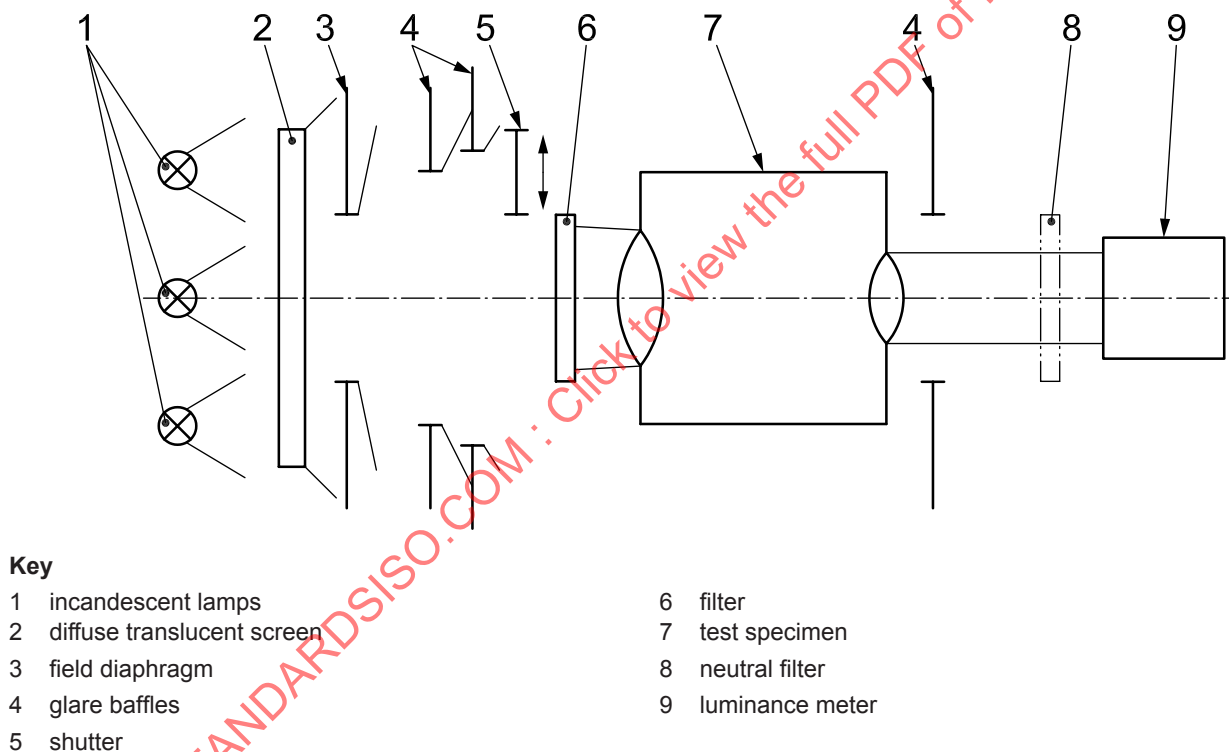 1 2 3 4 5 6 7 4 8 9
Key
1 incandescent lamps
2 diffuse translucent screen
3 field diaphragm
4 glare baffles
5 shutter
6 filter
7 test specimen
8 neutral filter
9 luminance meter
STANDARDSISO.COM : Click to view the full PDF of